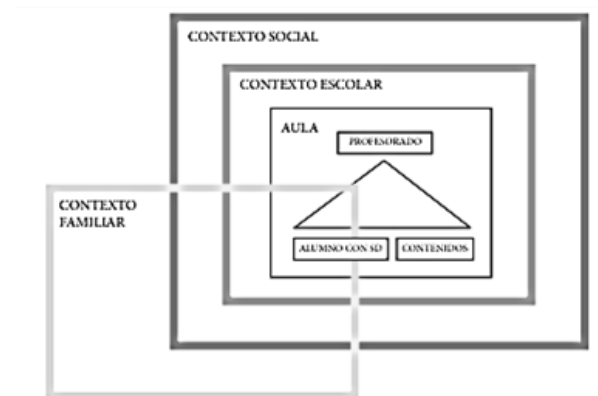 CONTEXTO SOCIAL
CONTEXTO ESCOLAR
AULA
PROFESORADO
CONTEXTO
FAMILIAR
ALUMNO CON SD
CONTENIDOS